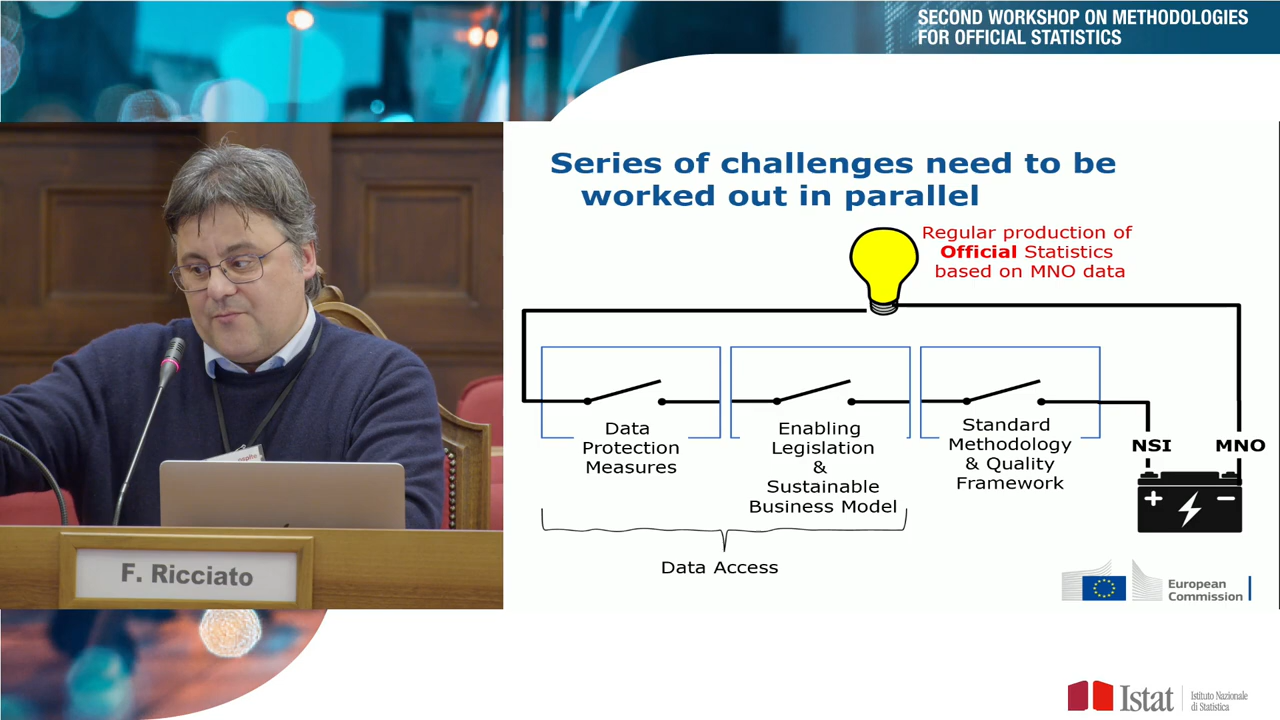 SECOND WORKSHOP ON METHODOLOGIES
FOR OFFICIAL STATISTICS
Series of challenges need to be
worked out in parallel
Regular production of
Official Statistics
based on MNO data
Data
Protection
Measures
Enabling
Legislation
&
Sustainable
Business Model
Standard
Methodology
& Quality
Framework
NSI
MNO
+
−
Data Access
F. Ricciato
European
Commission
Istat
Istituto Nazionale
di Statistica